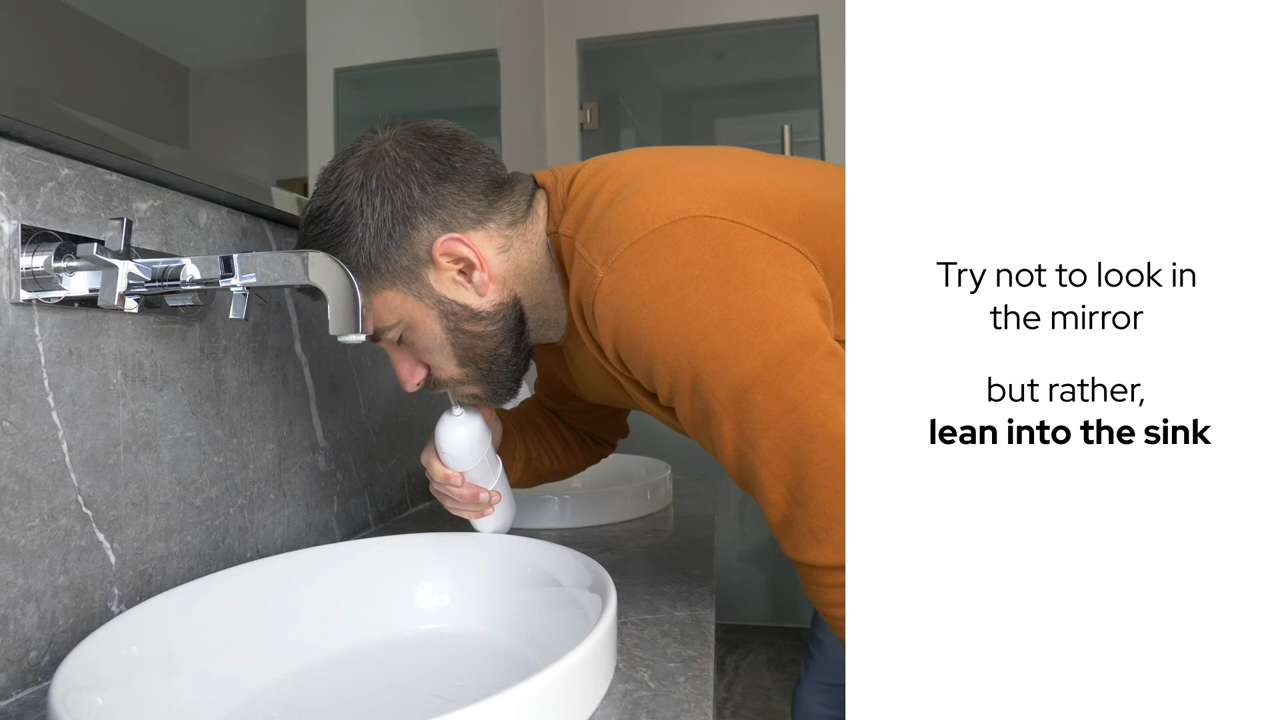 Try not to look in
the mirror
but rather,
lean into the sink